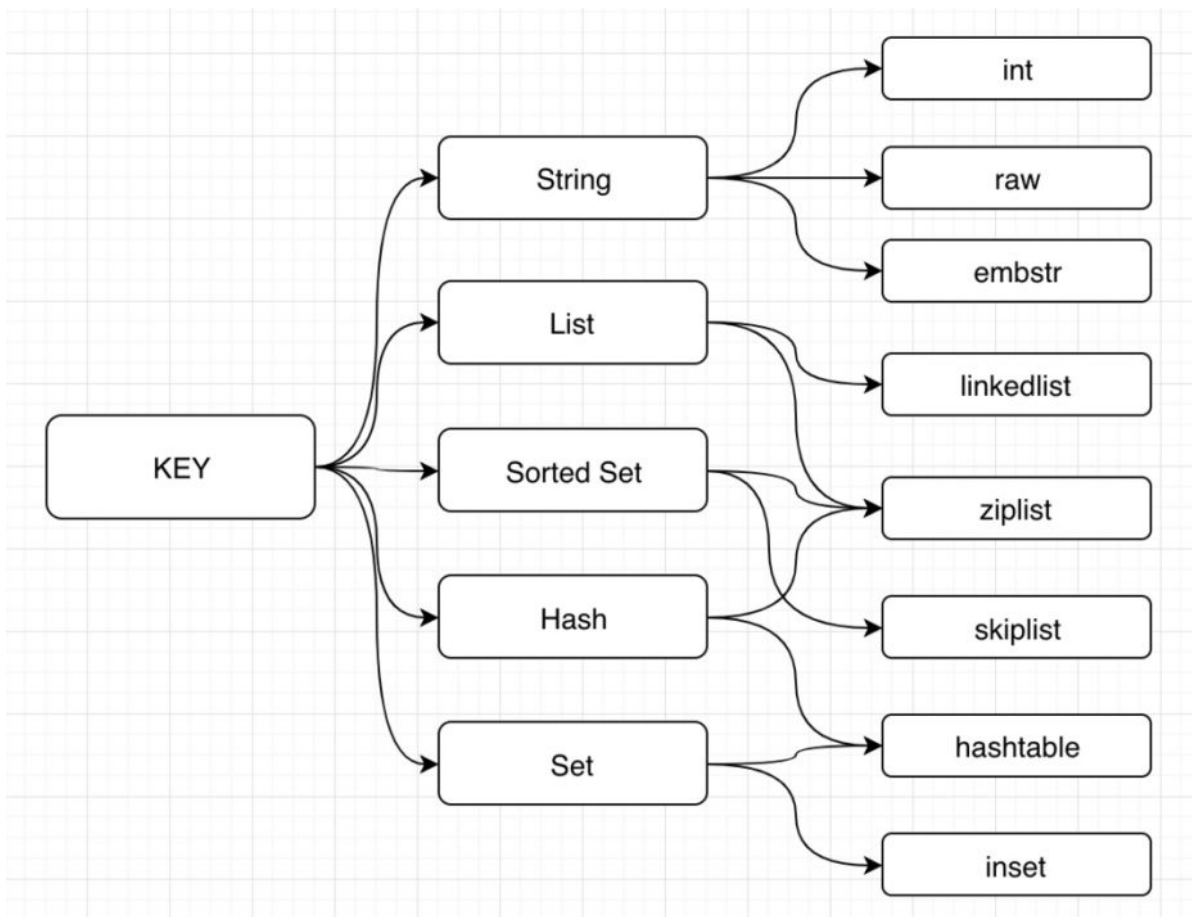 KEY
String
List
Sorted Set
Hash
Set
int
raw
embstr
linkedlist
ziplist
skiplist
hashtable
inset